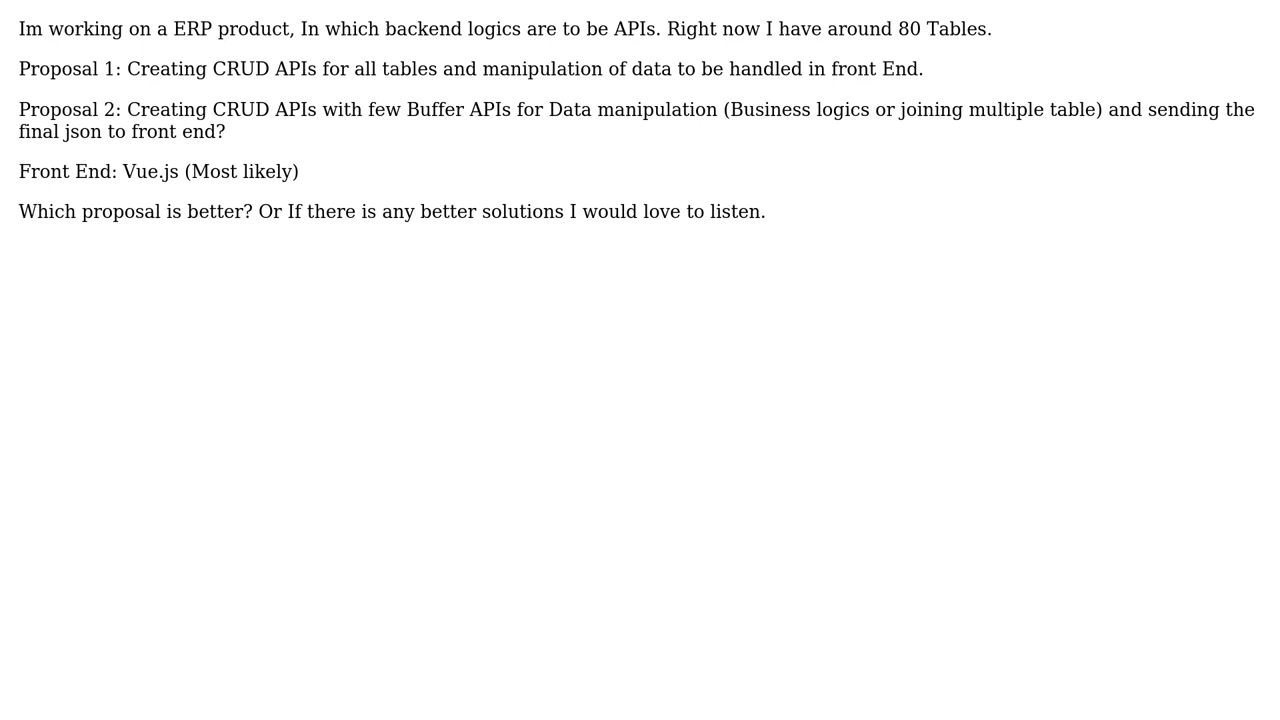 Im working on a ERP product, In which backend logics are to be APIs. Right now I have around 80 Tables.
Proposal 1: Creating CRUD APIs for all tables and manipulation of data to be handled in front End.
Proposal 2: Creating CRUD APIs with few Buffer APIs for Data manipulation (Business logics or joining multiple table) and sending the
final json to front end?
Front End: Vue.js (Most likely)
Which proposal is better? Or If there is any better solutions I would love to listen.